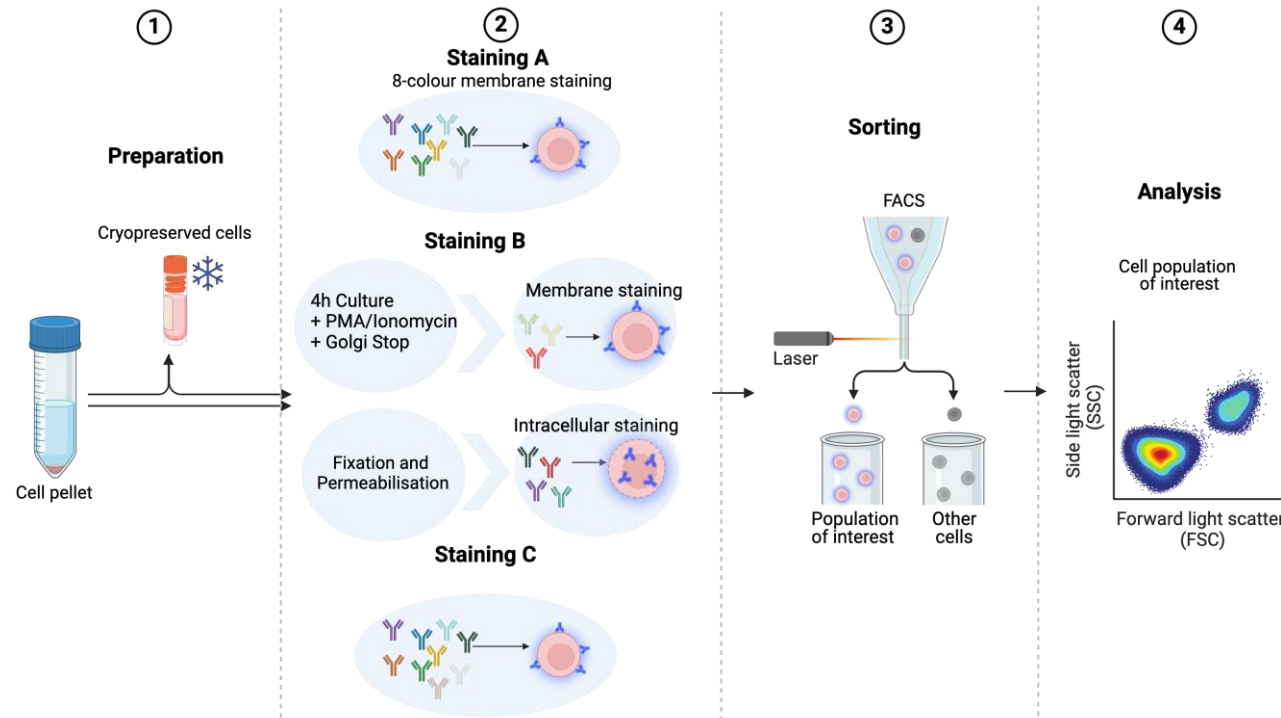 1
Preparation
Cryopreserved cells
Cell pellet
2
Staining A
8-colour membrane staining
Staining B
4h Culture
+ PMA/Ionomycin
+ Golgi Stop
Membrane staining
Fixation and
Permeabilisation
Intracellular staining
Staining C
3
Sorting
FACS
Laser
Population
of interest
Other
cells
4
Analysis
Cell population
of interest
Side light scatter
(SSC)
Forward light scatter
(FSC)